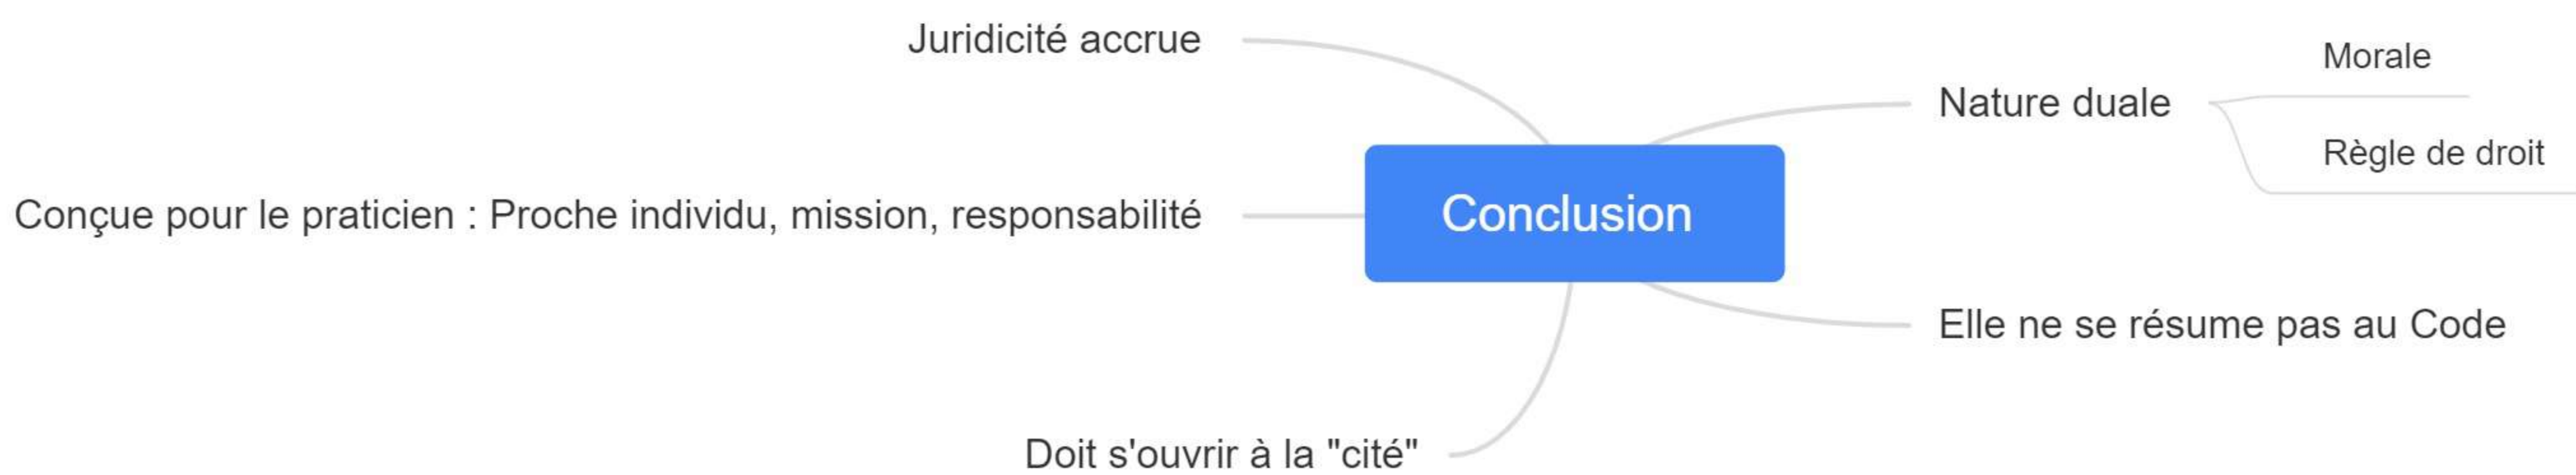 Juridicité accrue
Morale
Nature duale
Règle de droit
Conçue pour le praticien : Proche individu, mission, responsabilité
Conclusion
Elle ne se résume pas au Code
Doit s'ouvrir à la "cité"